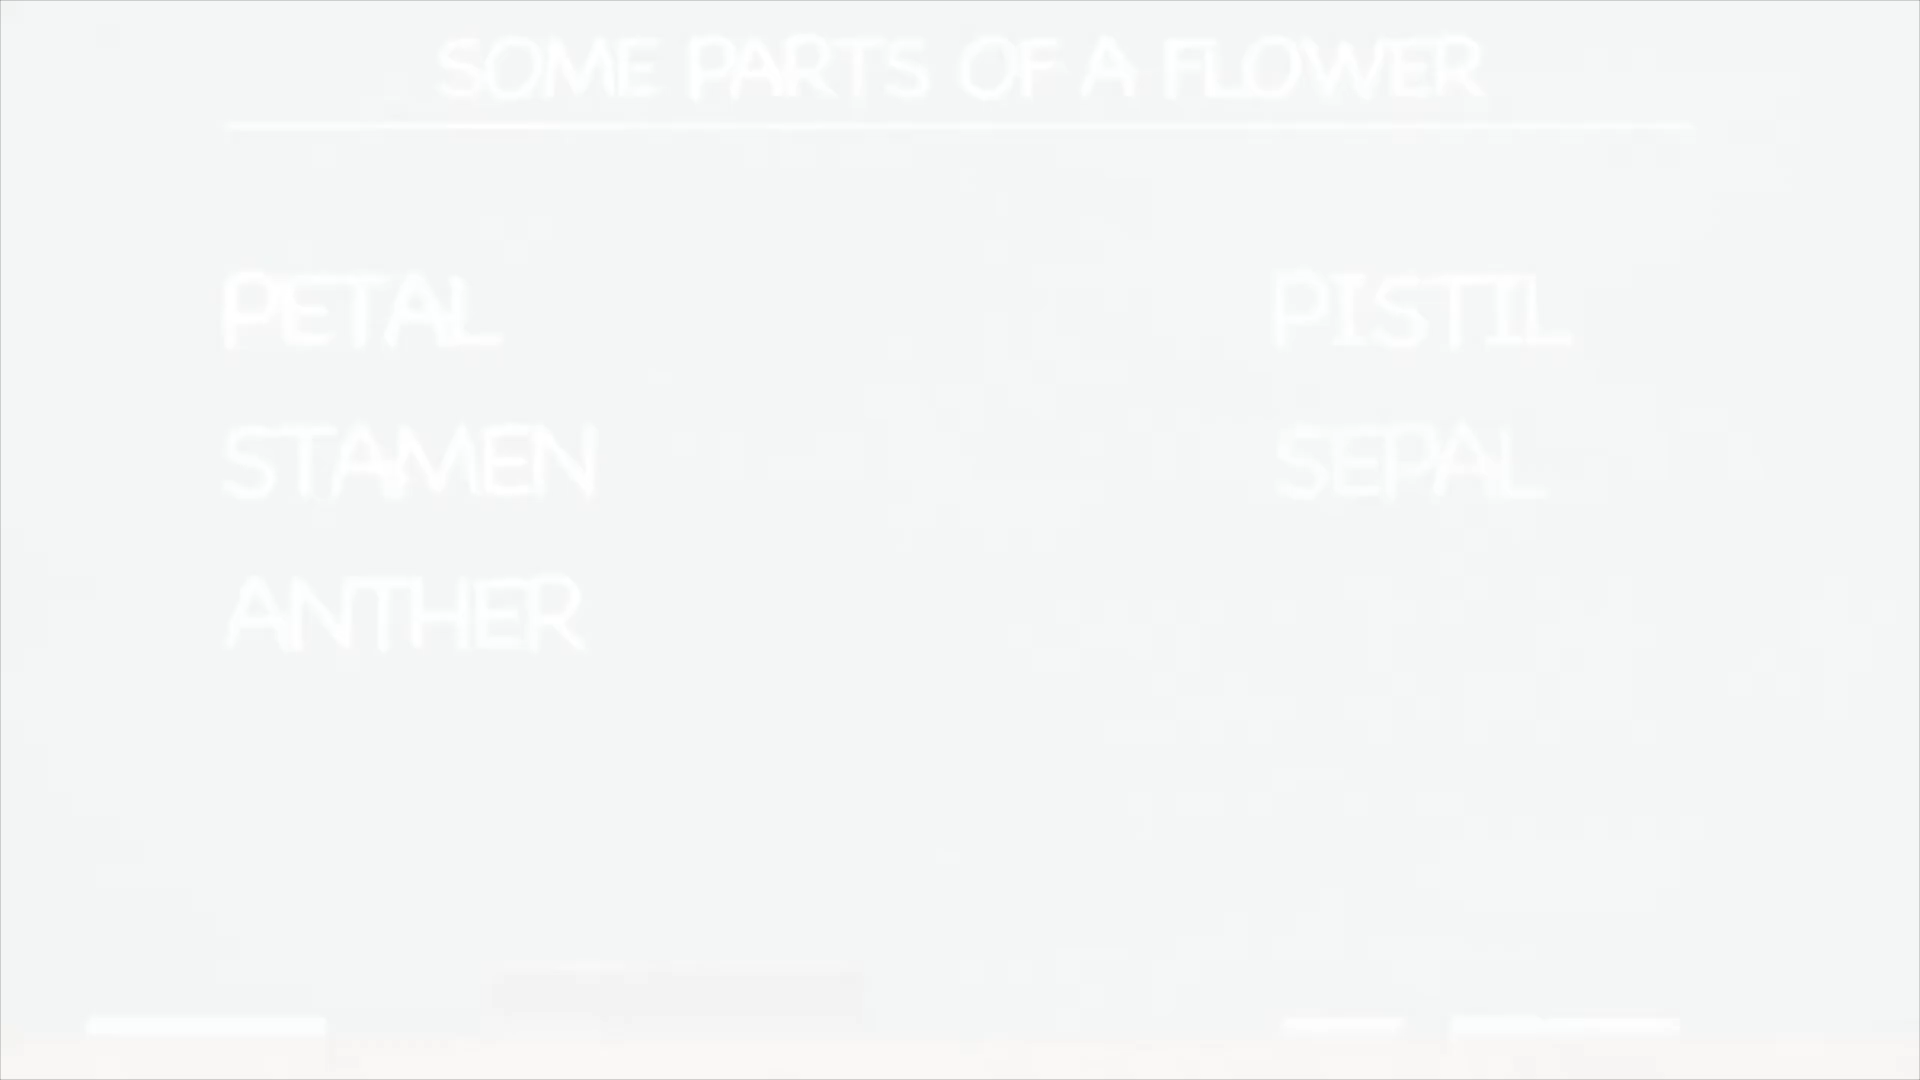 SOME PARTS OF A FLOWER
PETAL
STAMEN
ANTHER
PISTIL
SEPAL